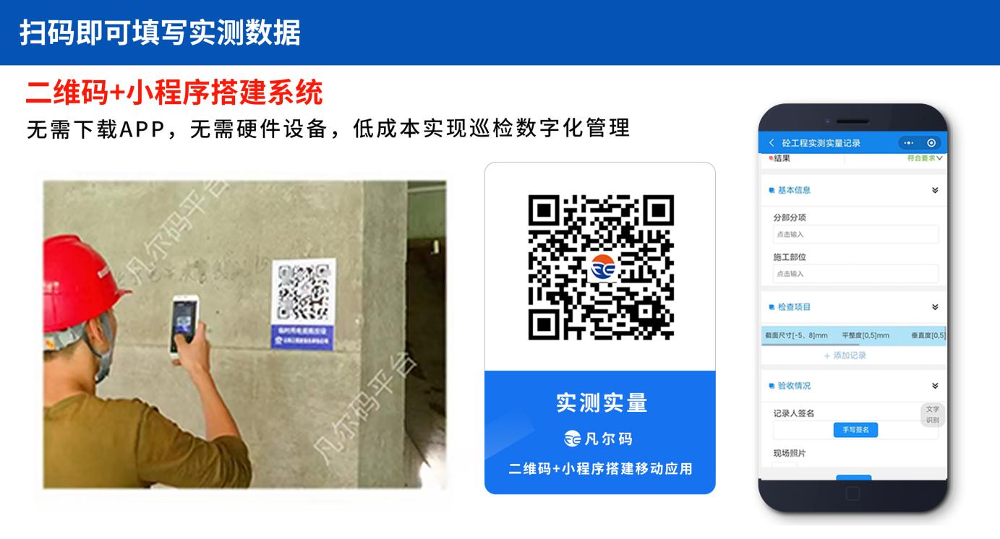 扫码即可填写实测数据
二维码+小程序搭建系统
无需下载APP，无需硬件设备，低成本实现巡检数字化管理
凡尔码平台
凡尔码平台
实测实量
凡尔码
二维码+小程序搭建移动应用
砼工程实测实量记录
结果
符合要求
基本信息
分部分项
点击输入
施工部位
点击输入
检查项目
截面尺寸[-5，8]mm 平整度[0,5]mm 垂直度[0,5]
+ 添加记录
验收情况
文字
识别
记录人签名
手写签名
现场照片